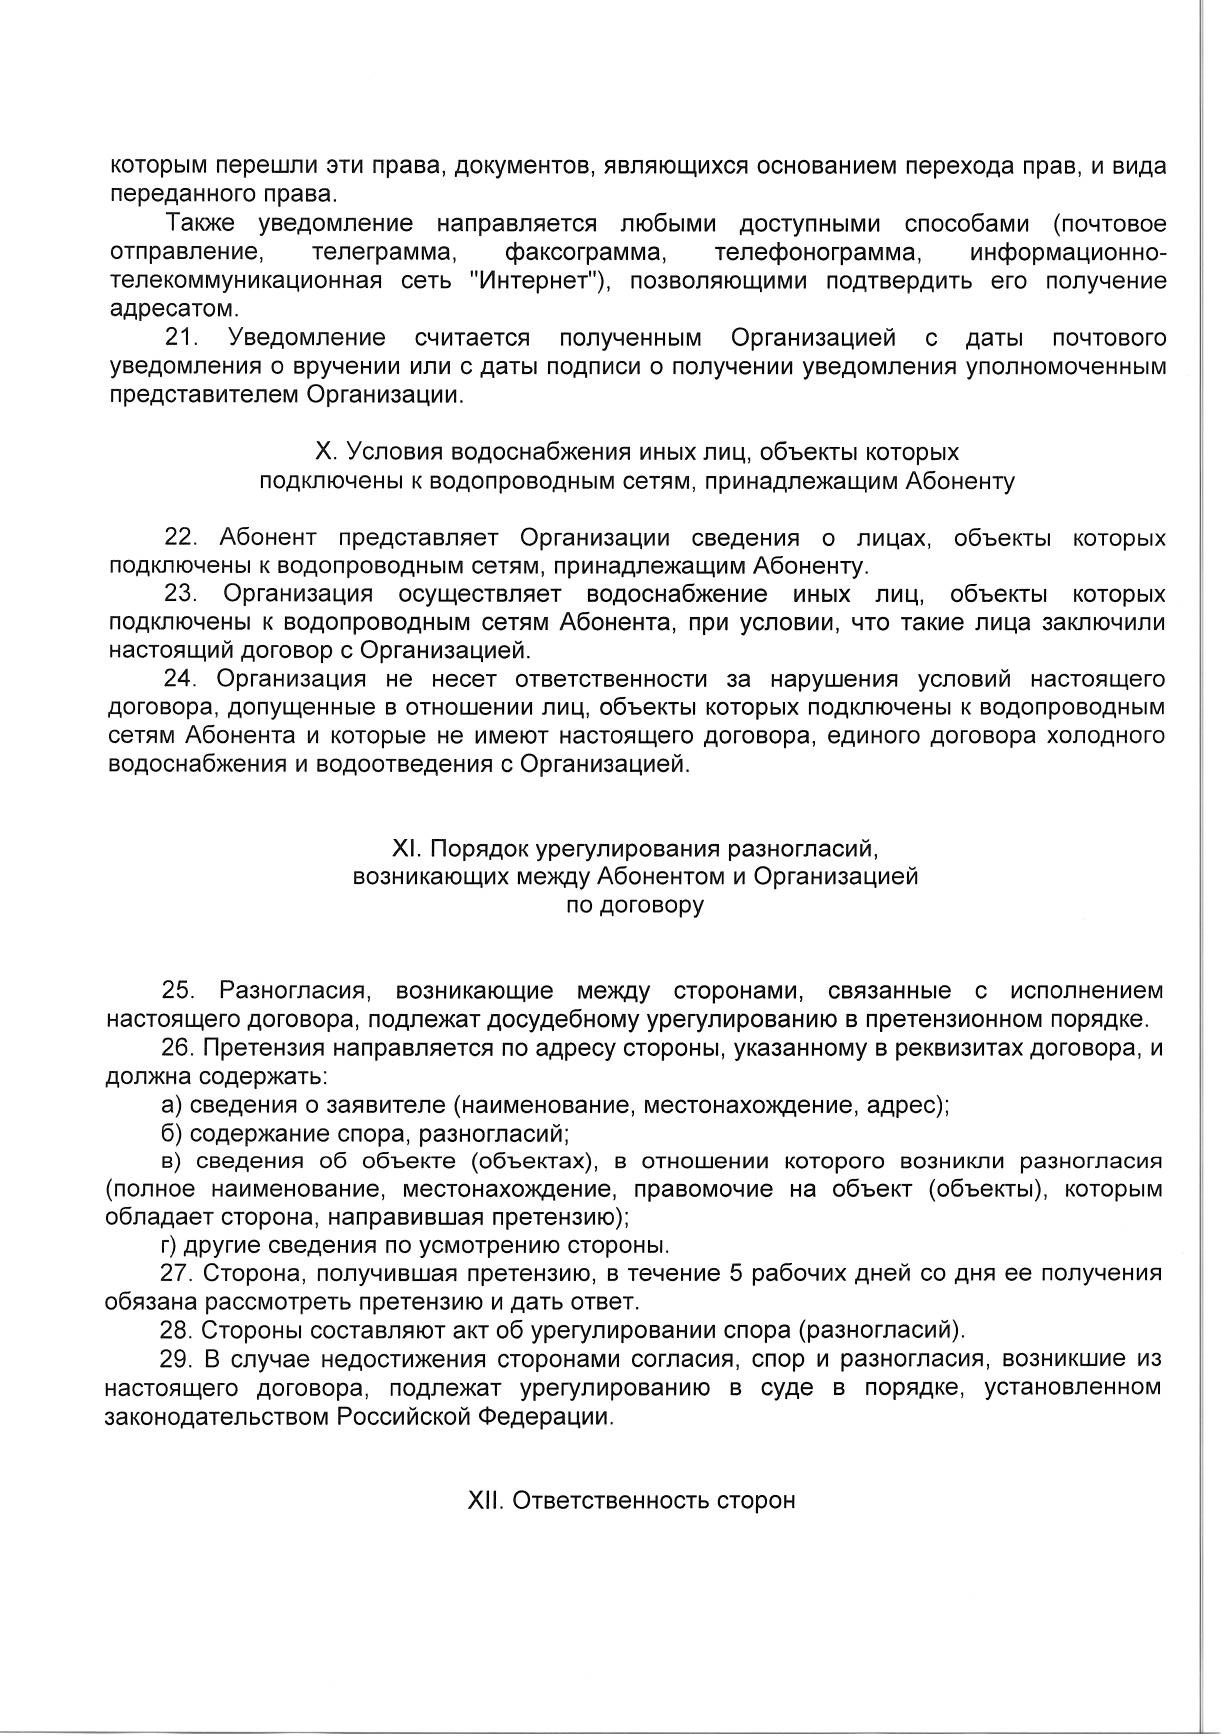 которым перешли эти права, документов, являющихся основанием перехода прав, и вида
переданного права.
Также уведомление направляется любыми доступными способами (почтовое
отправление, телеграмма, факсограмма, телефонограмма, информационно-
телекоммуникационная сеть "Интернет"), позволяющими подтвердить его получение
адресатом.
21. Уведомление считается полученным Организацией с даты почтового
уведомления о вручении или с даты подписи о получении уведомления уполномоченным
представителем Организации.
X. Условия водоснабжения иных лиц, объекты которых
подключены к водопроводным сетям, принадлежащим Абоненту
22. Абонент представляет Организации сведения о лицах, объекты которых
подключены к водопроводным сетям, принадлежащим Абоненту.
23. Организация осуществляет водоснабжение иных лиц, объекты которых
подключены к водопроводным сетям Абонента, при условии, что такие лица заключили
настоящий договор с Организацией.
24. Организация не несет ответственности за нарушения условий настоящего
договора, допущенные в отношении лиц, объекты которых подключены к водопроводным
сетям Абонента и которые не имеют настоящего договора, единого договора холодного
водоснабжения и водоотведения с Организацией.
XI. Порядок урегулирования разногласий,
возникающих между Абонентом и Организацией
по договору
25. Разногласия, возникающие между сторонами, связанные с исполнением
настоящего договора, подлежат досудебному урегулированию в претензионном порядке.
26. Претензия направляется по адресу стороны, указанному в реквизитах договора, и
должна содержать:
а) сведения о заявителе (наименование, местонахождение, адрес);
б) содержание спора, разногласий;
в) сведения об объекте (объектах), в отношении которого возникли разногласия
(полное наименование, местонахождение, правомочие на объект (объекты), которым
обладает сторона, направившая претензию);
г) другие сведения по усмотрению стороны.
27. Сторона, получившая претензию, в течение 5 рабочих дней со дня ее получения
обязана рассмотреть претензию и дать ответ.
28. Стороны составляют акт об урегулировании спора (разногласий).
29. В случае недостижения сторонами согласия, спор и разногласия, возникшие из
настоящего договора, подлежат урегулированию в суде в порядке, установленном
законодательством Российской Федерации.
XII. Ответственность сторон